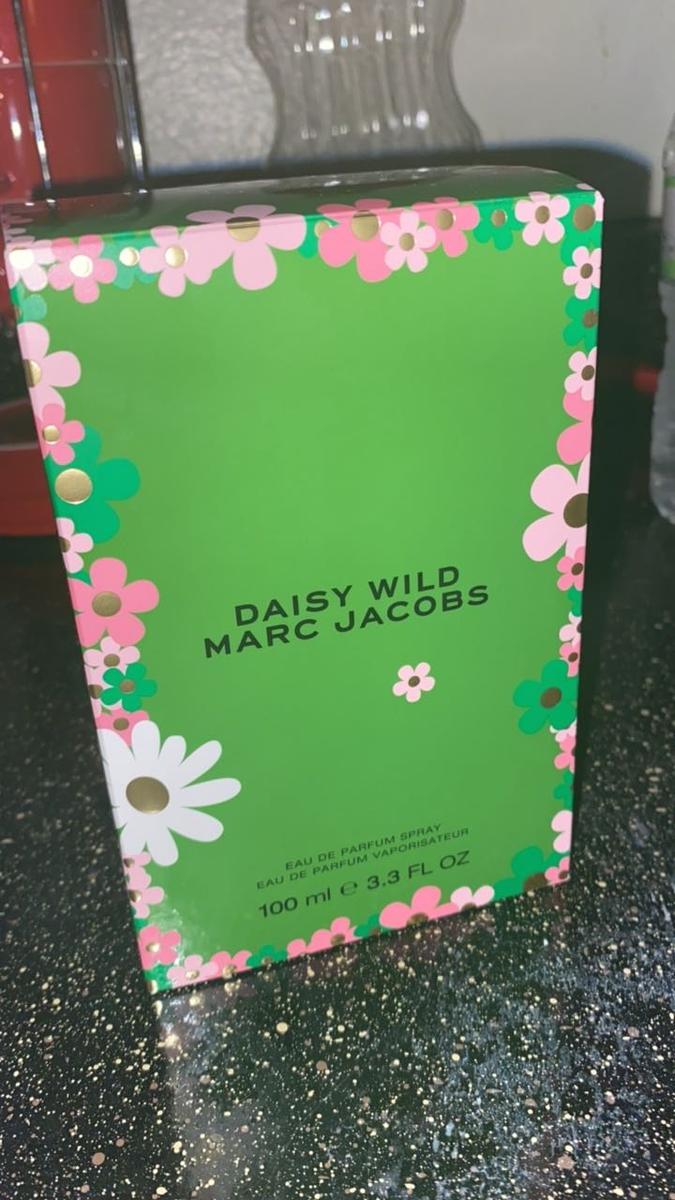 DAISY WILD
MARC JACOBS
EAU DE PARFUM SPRAY
EAU DE PARFUM VAPORISATEUR
100 ml ℮ 3.3 FL OZ